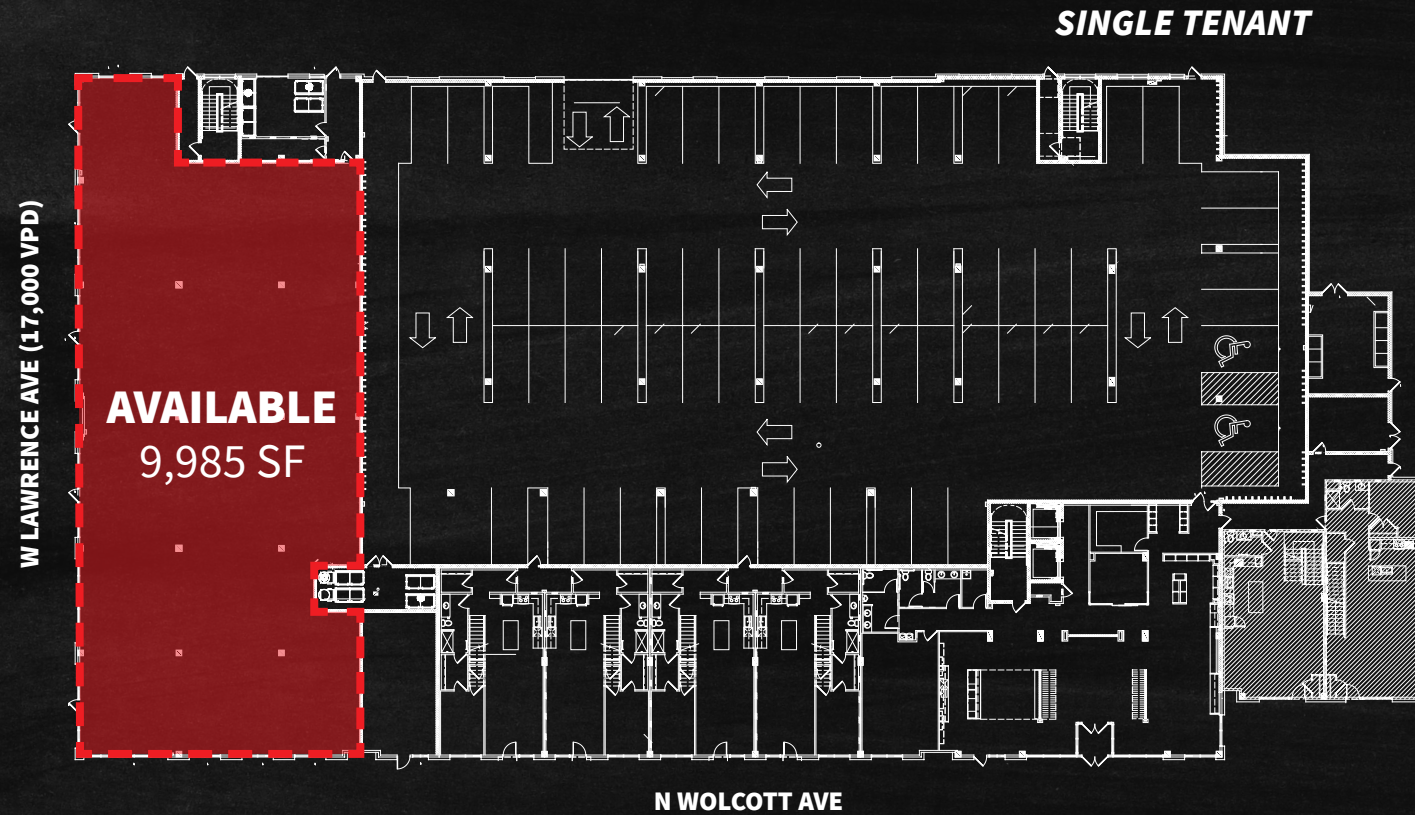 SINGLE TENANT
W LAWRENCE AVE (17,000 VPD)
AVAILABLE
9,985 SF
N WOLCOTT AVE